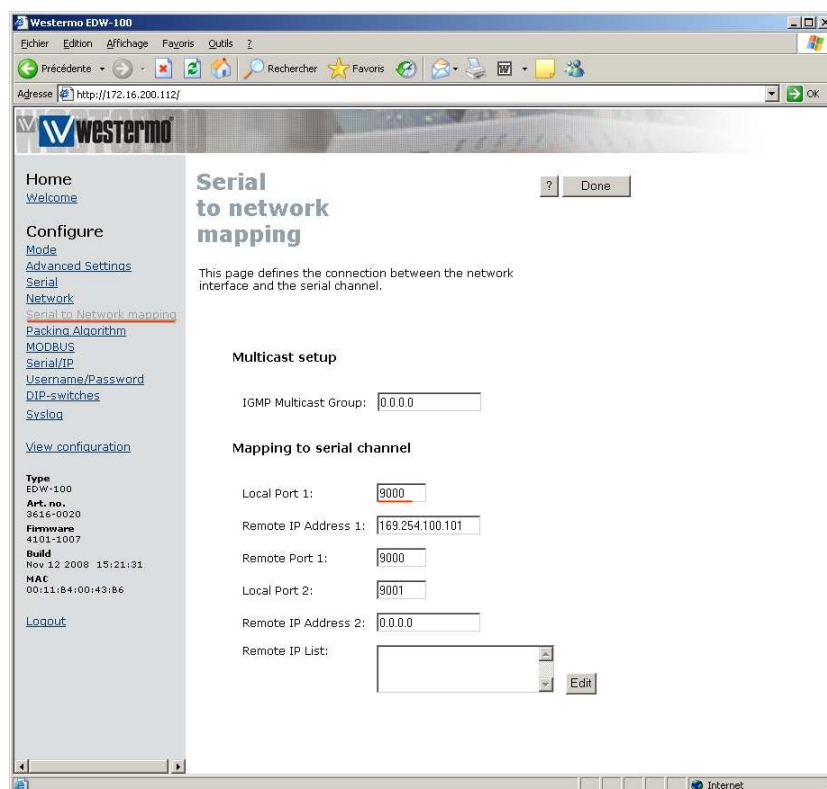 Westermo EDW-100
Fichier Edition Affichage Favoris Outils ?
Précédente Rechercher Favoris
Adresse http://172.16.200.112/ OK
westermo
Home
Welcome
Configure
Mode
Advanced Settings
Serial
Network
Serial to Network mapping
Packing Algorithm
MODBUS
Serial/IP
Username/Password
DIP-switches
Syslog
View configuration
Type
EDW-100
Art. no.
3616-0020
Firmware
4101-1007
Build
Nov 12 2008 15:21:31
MAC
00:11:B4:00:43:B6
Logout
Serial
to network
mapping
? Done
This page defines the connection between the network
interface and the serial channel.
Multicast setup
IGMP Multicast Group: 0.0.0.0
Mapping to serial channel
Local Port 1: 9000
Remote IP Address 1: 169.254.100.101
Remote Port 1: 9000
Local Port 2: 9001
Remote IP Address 2: 0.0.0.0
Remote IP List:
Edit
Internet